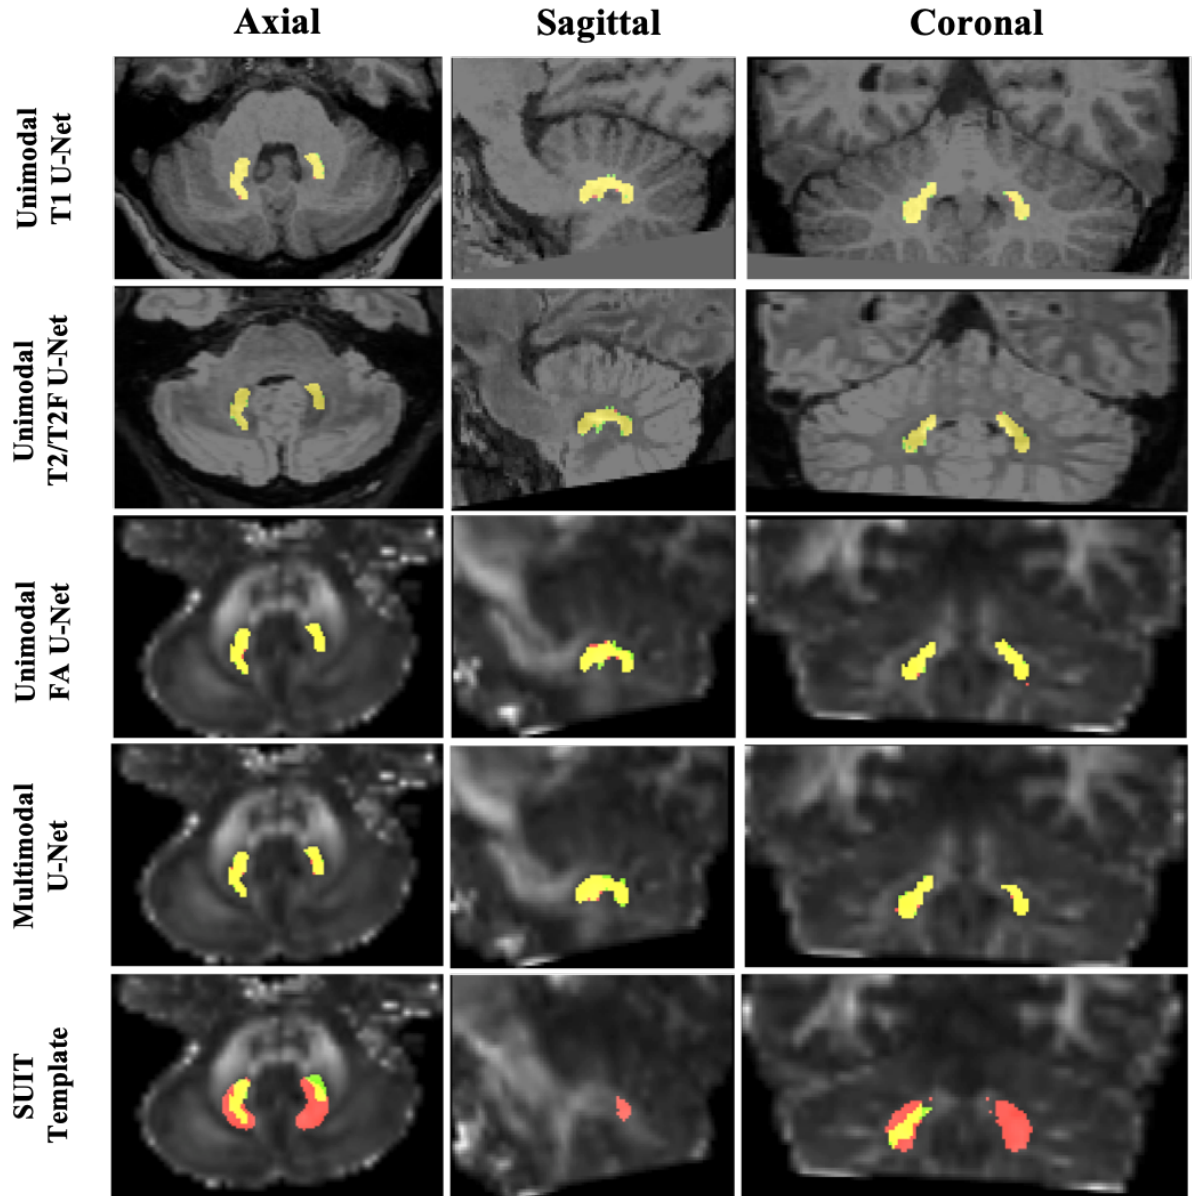 Axial
Sagittal
Coronal
Unimodal
T1 U-Net
Unimodal
T2/T2F U-Net
Unimodal
FA U-Net
Multimodal
U-Net
SUIT
Template